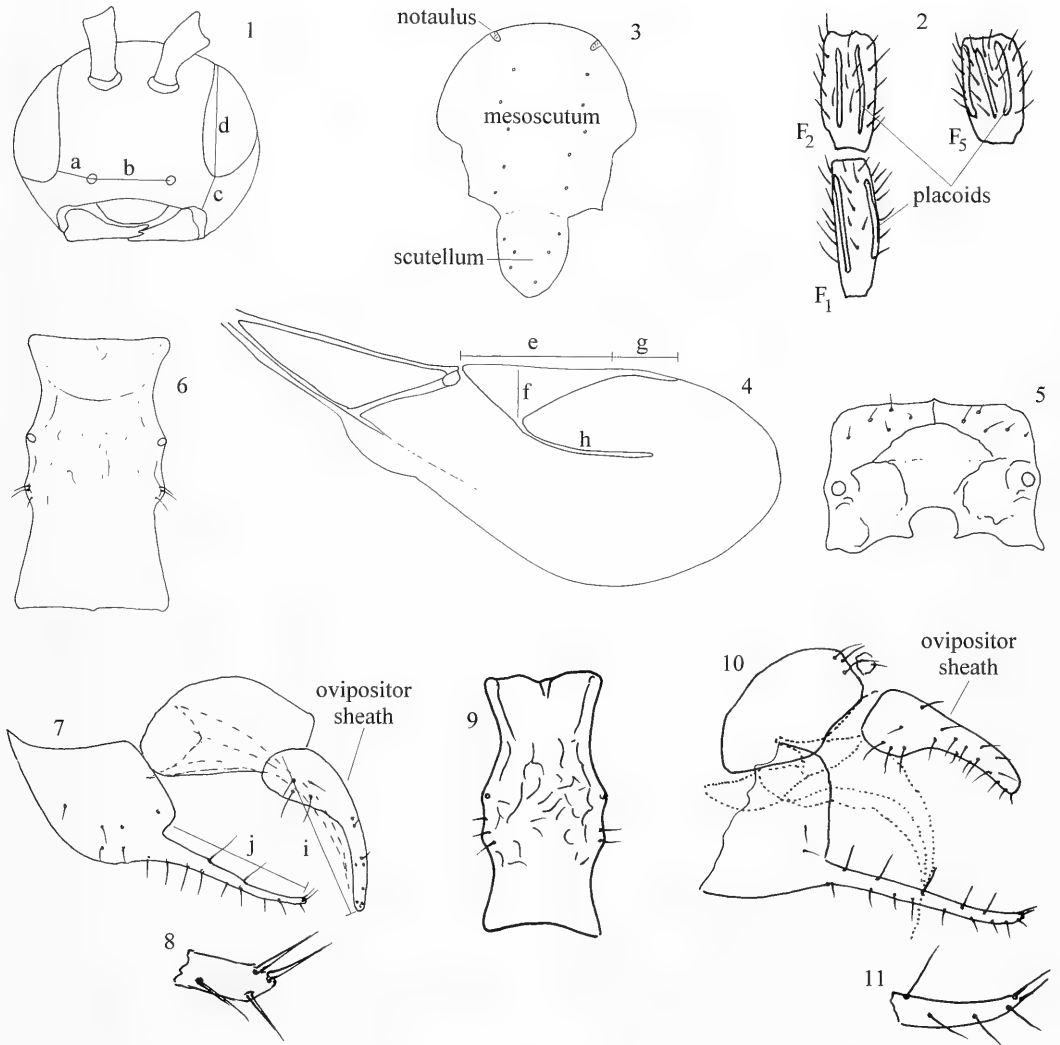 1
a
b
c
d
notaulus
3
mesoscutum
scutellum
2
F2
F5
placoids
F1
6
e
g
f
h
4
5
7
ovipositor
sheath
j
i
8
9
10
ovipositor
sheath
11